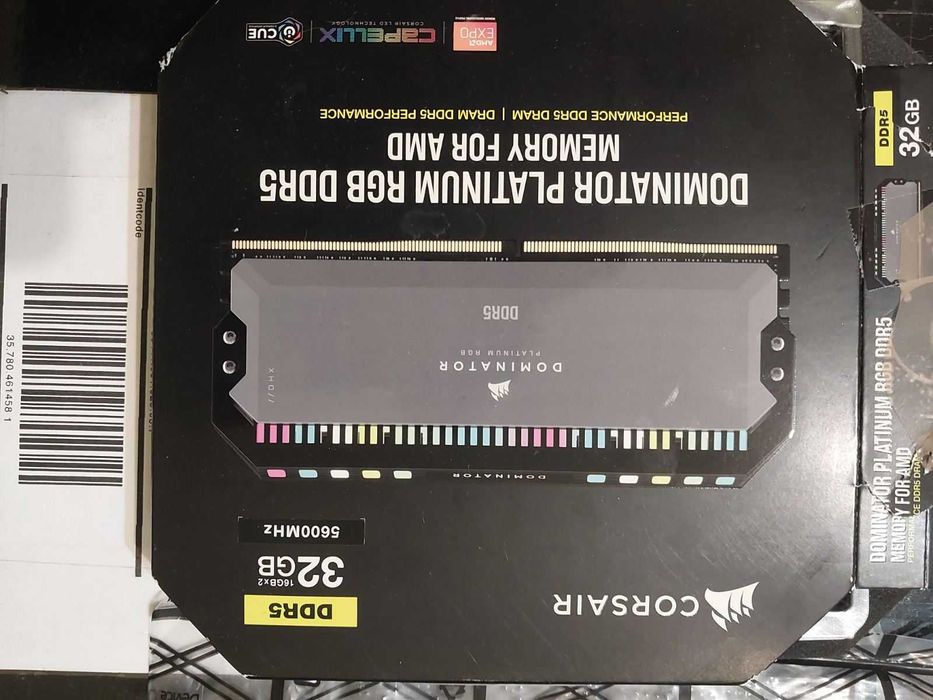 CORSAIR
DDR5
32GB
16GBx2
5600MHz
DOMINATOR
DOMINATOR
PLATINUM RGB
DDR5
DOMINATOR PLATINUM RGB DDR5
MEMORY FOR AMD
PERFORMANCE DDR5 DRAM | DRAM DDR5 PERFORMANCE
AMD
EXPO
CAPELLIX
CORSAIR LED TECHNOLOGY
iCUE
DDR5
32GB
DOMINATOR PLATINUM RGB DDR5
MEMORY FOR AMD
Identcode
35.780 461458 1
Device